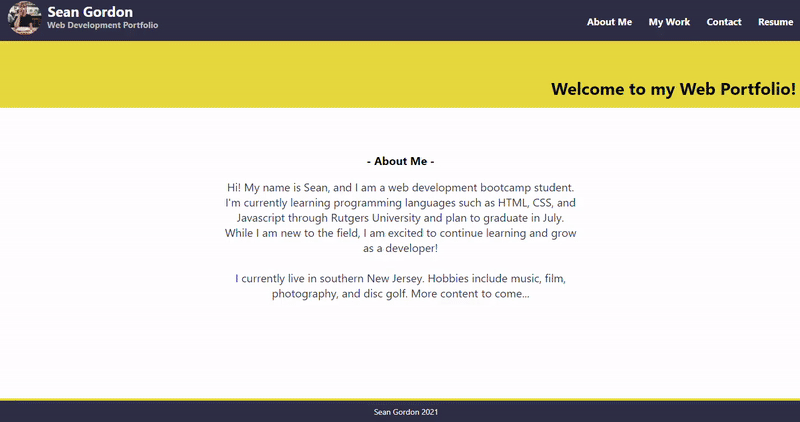 Sean Gordon
Web Development Portfolio
About Me My Work Contact Resume
Welcome to my Web Portfolio!
- About Me -
Hi! My name is Sean, and I am a web development bootcamp student.
I'm currently learning programming languages such as HTML, CSS, and
Javascript through Rutgers University and plan to graduate in July.
While I am new to the field, I am excited to continue learning and grow
as a developer!
I currently live in southern New Jersey. Hobbies include music, film,
photography, and disc golf. More content to come...
Sean Gordon 2021